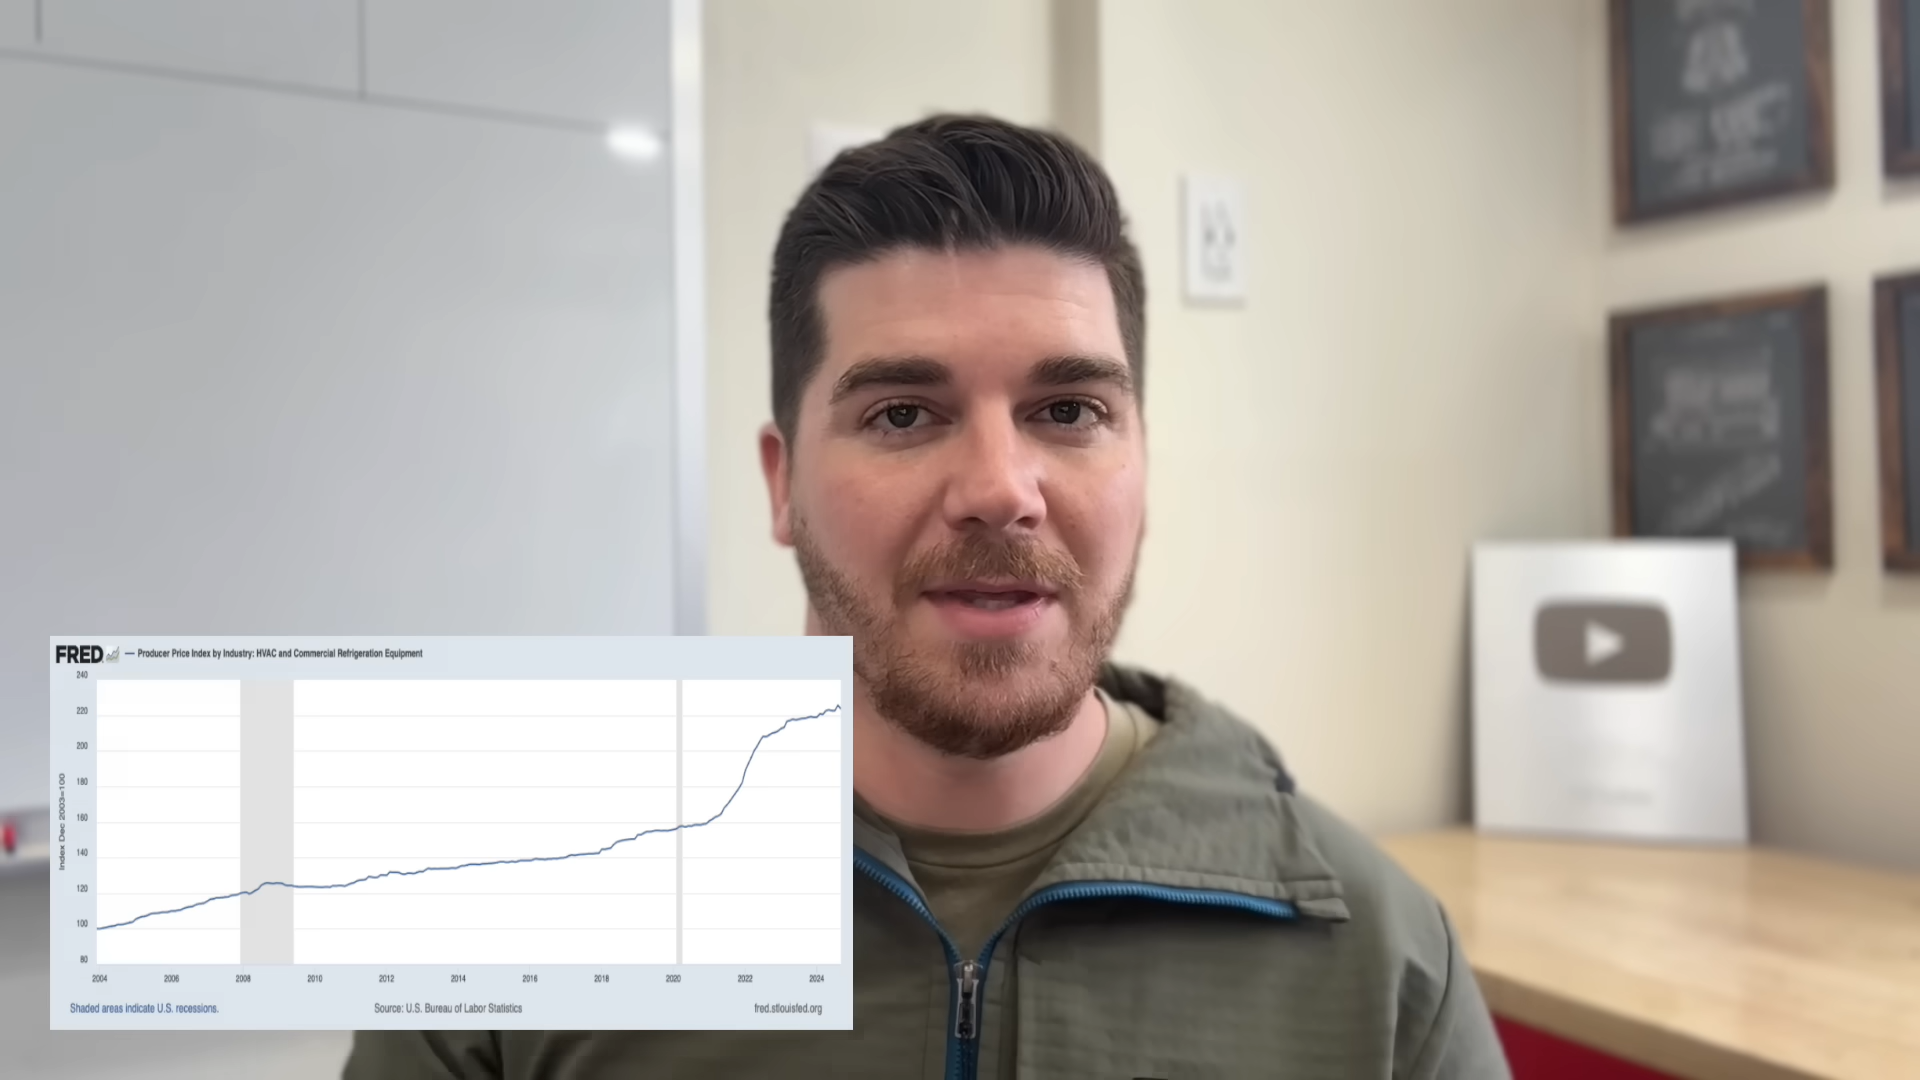 FRED — Producer Price Index by Industry: HVAC and Commercial Refrigeration Equipment
240
220
200
180
160
140
120
100
80
Index Dec 2003=100
2004 2006 2008 2010 2012 2014 2016 2018 2020 2022 2024
Shaded areas indicate U.S. recessions. Source: U.S. Bureau of Labor Statistics fred.stlouisfed.org